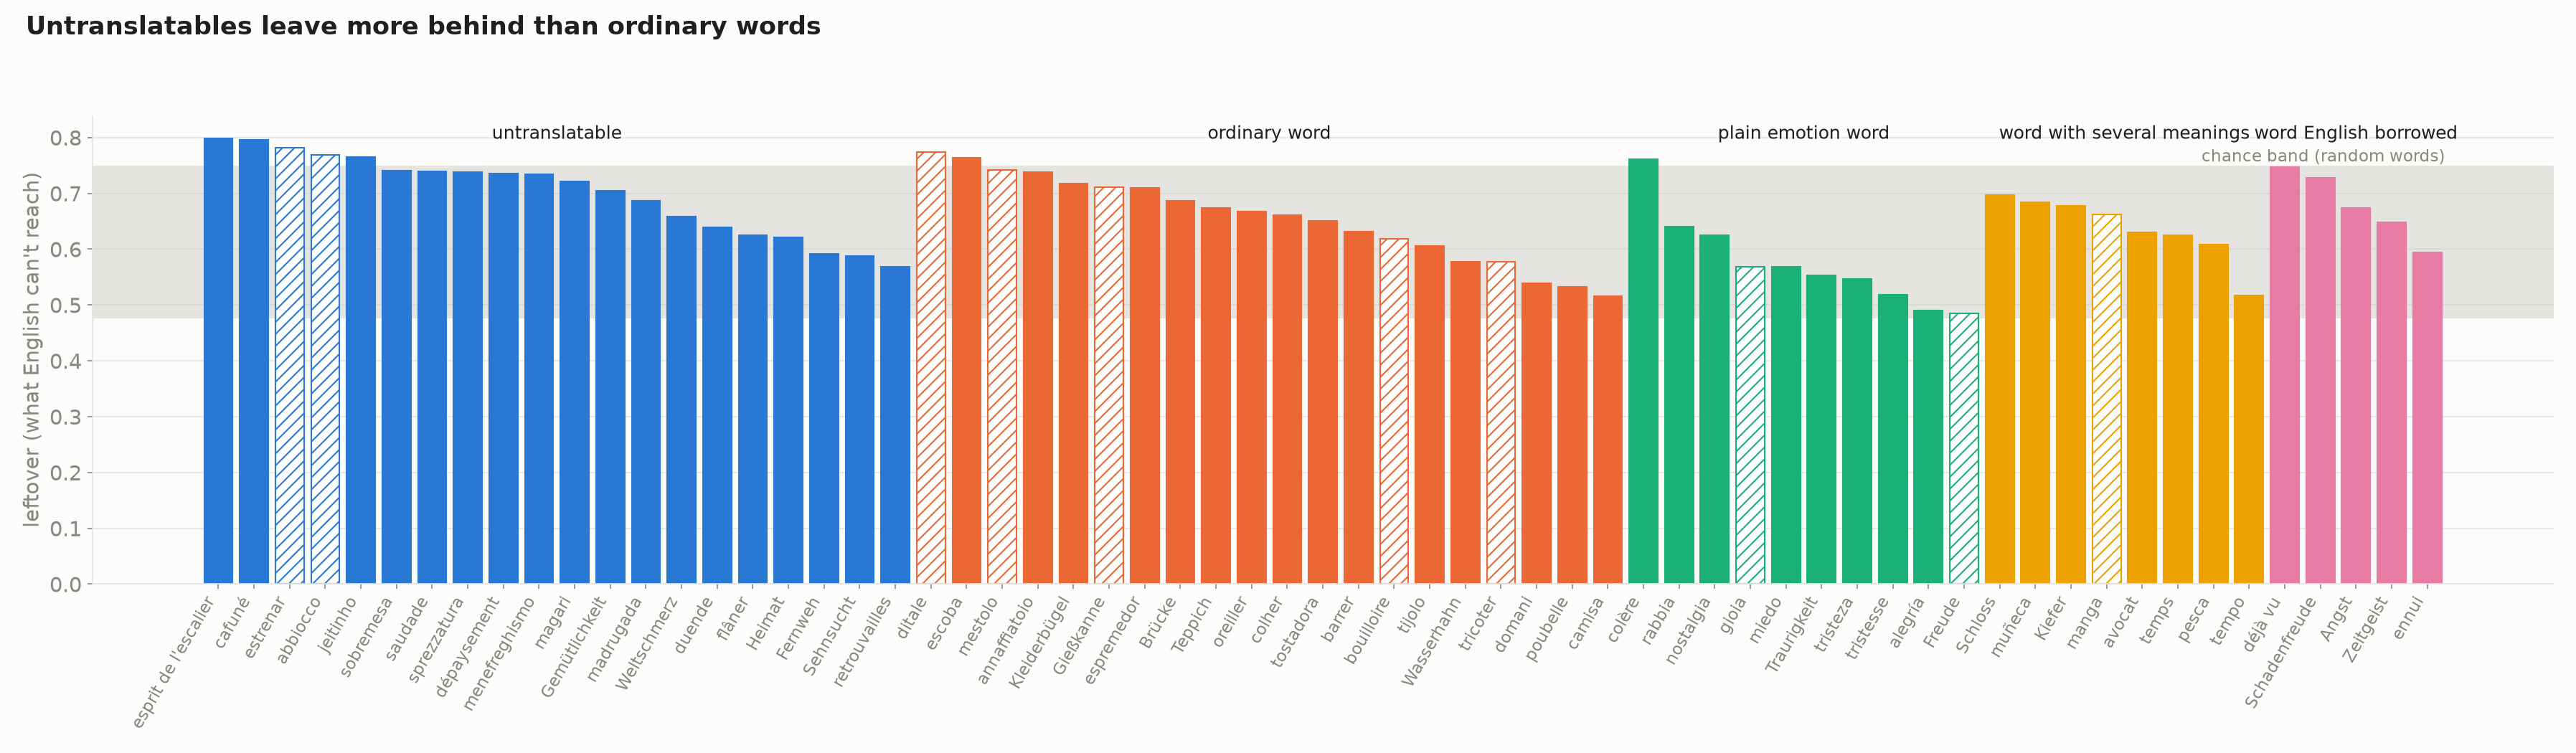 Untranslatables leave more behind than ordinary words
untranslatable
ordinary word
plain emotion word
word with several meanings
word English borrowed
chance band (random words)
leftover (what English can't reach)
0.8
0.7
0.6
0.5
0.4
0.3
0.2
0.1
0.0
esprit de l'escalier
cafuné
estrenar
abbiocco
jeitinho
sobremesa
saudade
sprezzatura
dépaysement
menefreghismo
magari
Gemütlichkeit
madrugada
Weltschmerz
duende
flâner
Heimat
Fernweh
Sehnsucht
retrouvailles
ditale
escoba
mestolo
annaffiatoio
Kleiderbügel
Gießkanne
espremedor
Brücke
Teppich
oreiller
colher
tostadora
barrer
bouilloire
tijolo
Wasserhahn
tricoter
domani
poubelle
camisa
colère
rabbia
nostalgia
gioia
miedo
Traurigkeit
tristeza
tristesse
alegría
Freude
Schloss
muñeca
Kiefer
manga
avocat
temps
pesca
tempo
déjà vu
Schadenfreude
Angst
Zeitgeist
ennui